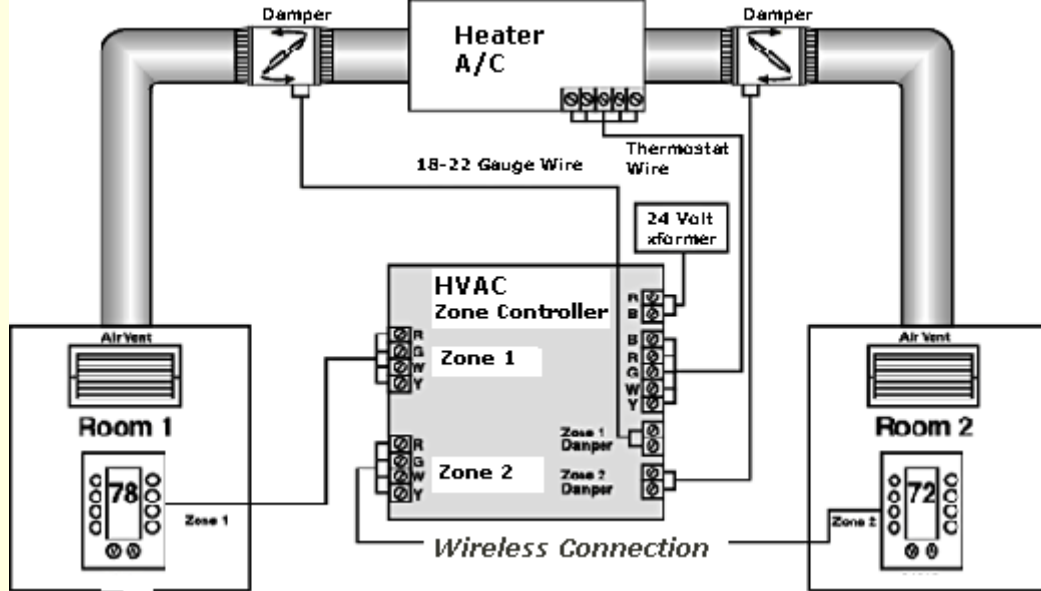 Damper
Damper
Heater
A/C
Thermostat
Wire
18-22 Gauge Wire
24 Volt
xformer
HVAC
Zone Controller
R
B
R
G
W
Y
Zone 1
B
R
G
W
Y
Zone 1
Damper
R
G
W
Y
Zone 2
Zone 2
Damper
Air Vent
Room 1
78
Zone 1
Air Vent
Room 2
72
Zone 2
Wireless Connection